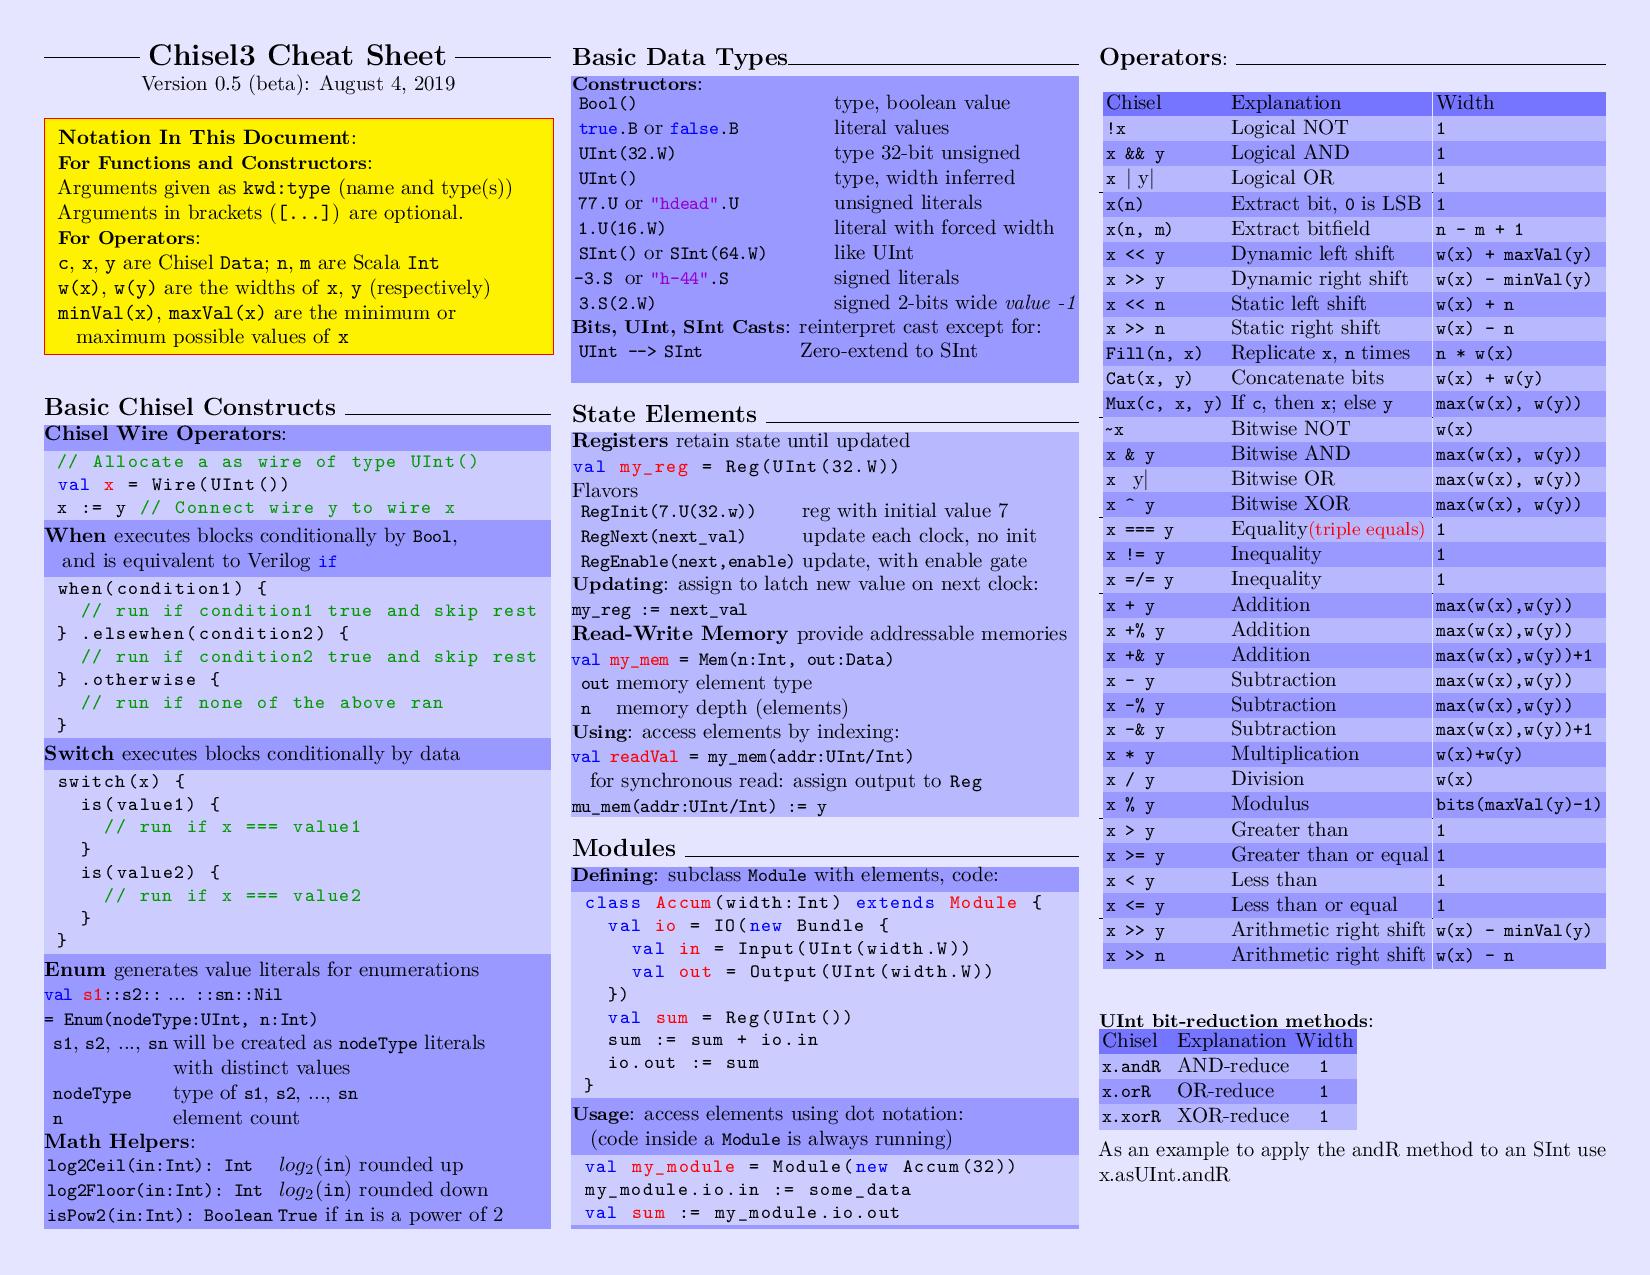 Chisel3 Cheat Sheet
Version 0.5 (beta): August 4, 2019
Notation In This Document:
For Functions and Constructors:
Arguments given as kwd:type (name and type(s))
Arguments in brackets ([...]) are optional.
For Operators:
c, x, y are Chisel Data; n, m are Scala Int
w(x), w(y) are the widths of x, y (respectively)
minVal(x), maxVal(x) are the minimum or
maximum possible values of x
Basic Chisel Constructs
Chisel Wire Operators:
// Allocate a as wire of type UInt()
val x = Wire(UInt())
x := y // Connect wire y to wire x
When executes blocks conditionally by Bool,
and is equivalent to Verilog if
when(condition1) {
// run if condition1 true and skip rest
} .elsewhen(condition2) {
// run if condition2 true and skip rest
} .otherwise {
// run if none of the above ran
}
Switch executes blocks conditionally by data
switch(x) {
is(value1) {
// run if x === value1
}
is(value2) {
// run if x === value2
}
}
Enum generates value literals for enumerations
val s1::s2:: ... ::sn::Nil
= Enum(nodeType:UInt, n:Int)
s1, s2, ..., sn will be created as nodeType literals
with distinct values
nodeType type of s1, s2, ..., sn
n element count
Math Helpers:
log2Ceil(in:Int): Int log2(in) rounded up
log2Floor(in:Int): Int log2(in) rounded down
isPow2(in:Int): Boolean True if in is a power of 2
Basic Data Types
Constructors:
Bool() type, boolean value
true.B or false.B literal values
UInt(32.W) type 32-bit unsigned
UInt() type, width inferred
77.U or "hdead".U unsigned literals
1.U(16.W) literal with forced width
SInt() or SInt(64.W) like UInt
-3.S or "h-44".S signed literals
3.S(2.W) signed 2-bits wide value -1
Bits, UInt, SInt Casts: reinterpret cast except for:
UInt --> SInt Zero-extend to SInt
State Elements
Registers retain state until updated
val my_reg = Reg(UInt(32.W))
Flavors
RegInit(7.U(32.w)) reg with initial value 7
RegNext(next_val) update each clock, no init
RegEnable(next,enable) update, with enable gate
Updating: assign to latch new value on next clock:
my_reg := next_val
Read-Write Memory provide addressable memories
val my_mem = Mem(n:Int, out:Data)
out memory element type
n memory depth (elements)
Using: access elements by indexing:
val readVal = my_mem(addr:UInt/Int)
for synchronous read: assign output to Reg
mu_mem(addr:UInt/Int) := y
Modules
Defining: subclass Module with elements, code:
class Accum(width:Int) extends Module {
val io = IO(new Bundle {
val in = Input(UInt(width.W))
val out = Output(UInt(width.W))
})
val sum = Reg(UInt())
sum := sum + io.in
io.out := sum
}
Usage: access elements using dot notation:
(code inside a Module is always running)
val my_module = Module(new Accum(32))
my_module.io.in := some_data
val sum := my_module.io.out
Operators:
Chisel Explanation Width
!x Logical NOT 1
x && y Logical AND 1
x | y| Logical OR 1
x(n) Extract bit, 0 is LSB 1
x(n, m) Extract bitfield n - m + 1
x << y Dynamic left shift w(x) + maxVal(y)
x >> y Dynamic right shift w(x) - minVal(y)
x << n Static left shift w(x) + n
x >> n Static right shift w(x) - n
Fill(n, x) Replicate x, n times n * w(x)
Cat(x, y) Concatenate bits w(x) + w(y)
Mux(c, x, y) If c, then x; else y max(w(x), w(y))
~x Bitwise NOT w(x)
x & y Bitwise AND max(w(x), w(y))
x y| Bitwise OR max(w(x), w(y))
x ^ y Bitwise XOR max(w(x), w(y))
x === y Equality(triple equals) 1
x != y Inequality 1
x =/= y Inequality 1
x + y Addition max(w(x),w(y))
x +% y Addition max(w(x),w(y))
x +& y Addition max(w(x),w(y))+1
x - y Subtraction max(w(x),w(y))
x -% y Subtraction max(w(x),w(y))
x -& y Subtraction max(w(x),w(y))+1
x * y Multiplication w(x)+w(y)
x / y Division w(x)
x % y Modulus bits(maxVal(y)-1)
x > y Greater than 1
x >= y Greater than or equal 1
x < y Less than 1
x <= y Less than or equal 1
x >> y Arithmetic right shift w(x) - minVal(y)
x >> n Arithmetic right shift w(x) - n
UInt bit-reduction methods:
Chisel Explanation Width
x.andR AND-reduce 1
x.orR OR-reduce 1
x.xorR XOR-reduce 1
As an example to apply the andR method to an SInt use
x.asUInt.andR